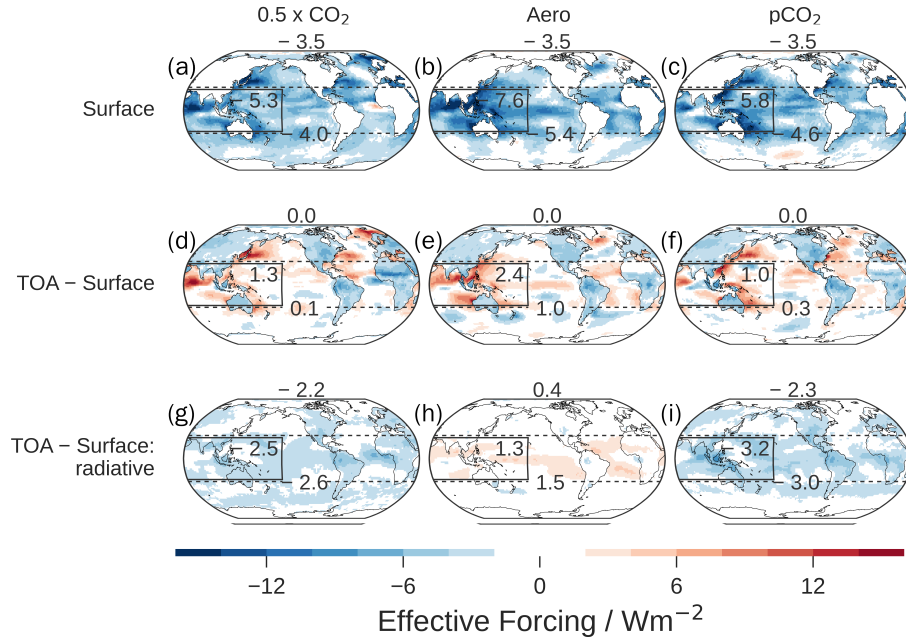 0.5 x CO₂ Aero pCO₂
− 3.5 − 3.5 − 3.5
(a) (b) (c)
Surface
− 5.3 − 7.6 − 5.8
− 4.0 − 5.4 − 4.6
0.0 0.0 0.0
(d) (e) (f)
TOA − Surface
1.3 2.4 1.0
0.1 1.0 0.3
− 2.2 0.4 − 2.3
(g) (h) (i)
TOA − Surface:
radiative
− 2.5 1.3 − 3.2
− 2.6 1.5 − 3.0
−12 −6 0 6 12
Effective Forcing / Wm⁻²